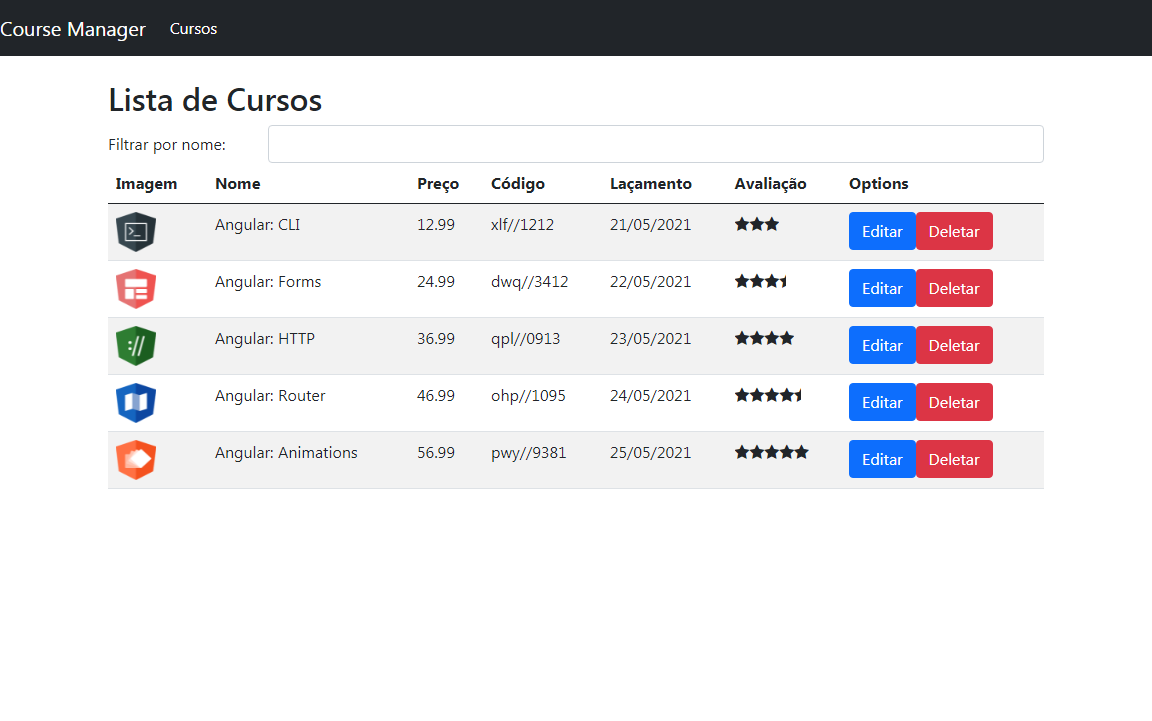 Course Manager Cursos
Lista de Cursos
Filtrar por nome:
Imagem Nome Preço Código Laçamento Avaliação Options
Angular: CLI 12.99 xlf//1212 21/05/2021 Editar Deletar
Angular: Forms 24.99 dwq//3412 22/05/2021 Editar Deletar
Angular: HTTP 36.99 qpl//0913 23/05/2021 Editar Deletar
Angular: Router 46.99 ohp//1095 24/05/2021 Editar Deletar
Angular: Animations 56.99 pwy//9381 25/05/2021 Editar Deletar